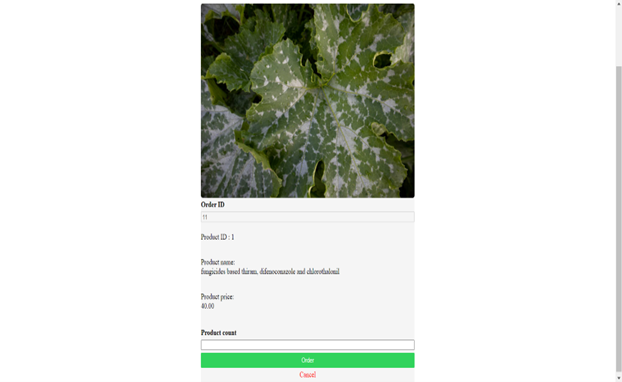 Order ID
11
Product ID : 1
Product name:
fungicides based thiram, difenoconazole and chlorothalonil
Product price:
40.00
Product count
Order
Cancel